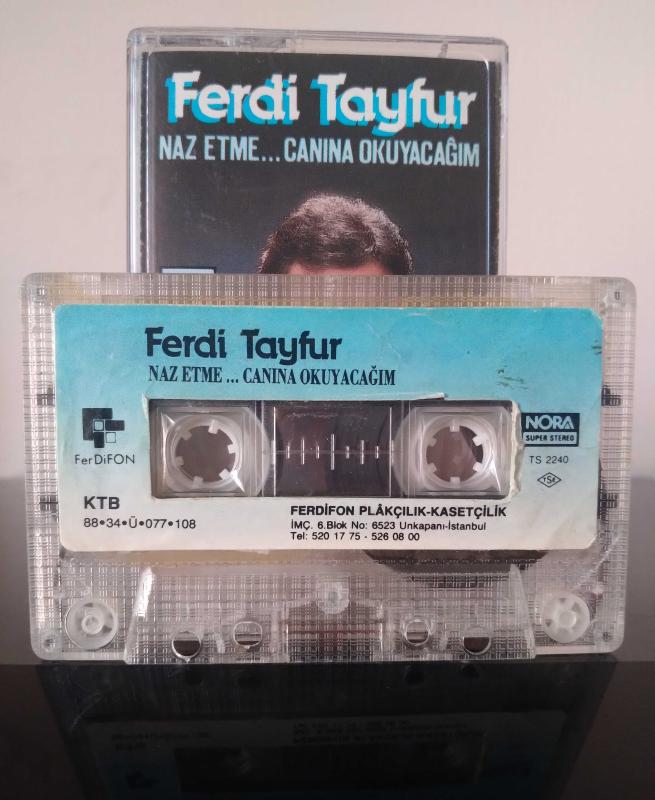 Ferdi Tayfur
NAZ ETME... CANINA OKUYACAĞIM
Ferdi Tayfur
NAZ ETME... CANINA OKUYACAĞIM
FerDiFON
NORA
SUPER STEREO
TS 2240
TSE
KTB
88•34•Ü•077•108
FERDİFON PLÂKÇILIK-KASETÇİLİK
İMÇ. 6.Blok No: 6523 Unkapanı-İstanbul
Tel: 520 17 75 - 526 08 00